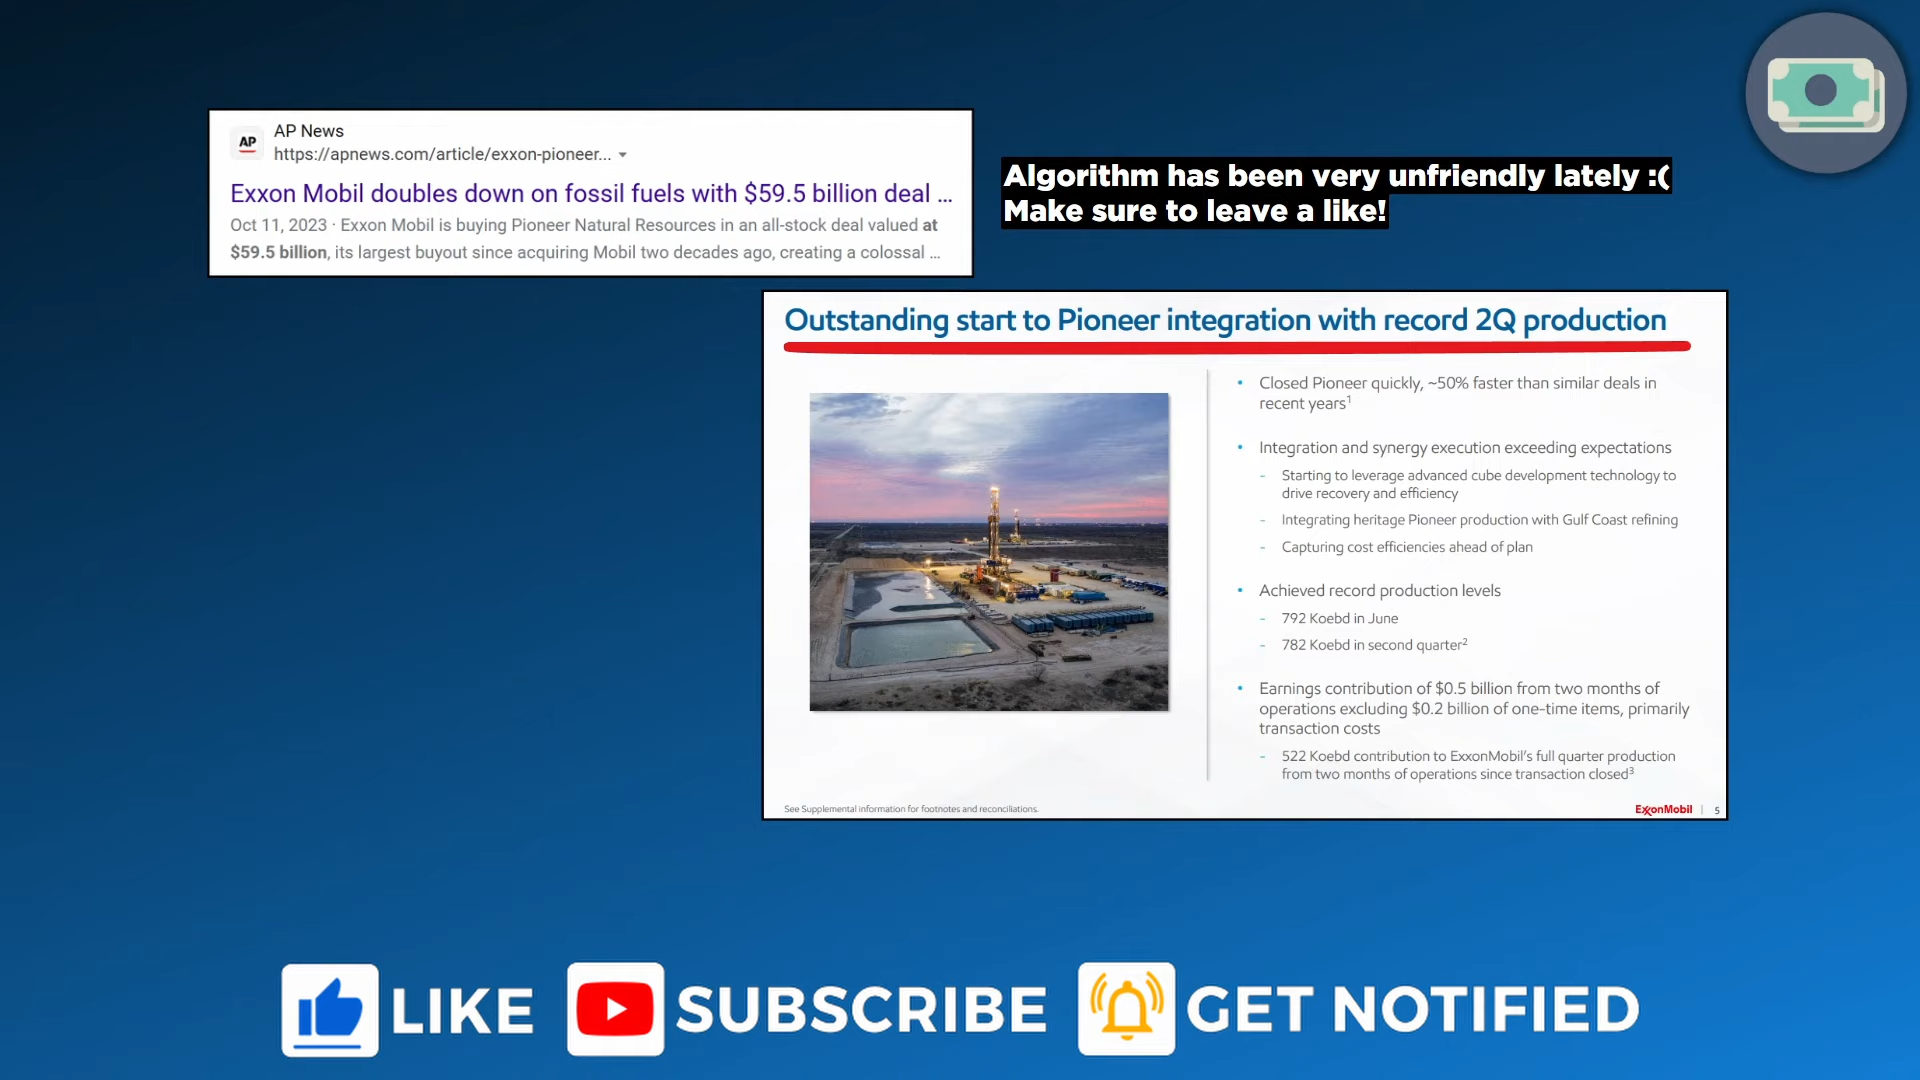 AP
AP News
https://apnews.com/article/exxon-pioneer...
Exxon Mobil doubles down on fossil fuels with $59.5 billion deal ...
Oct 11, 2023 · Exxon Mobil is buying Pioneer Natural Resources in an all-stock deal valued at
$59.5 billion, its largest buyout since acquiring Mobil two decades ago, creating a colossal ...
Algorithm has been very unfriendly lately :(
Make sure to leave a like!
Outstanding start to Pioneer integration with record 2Q production
• Closed Pioneer quickly, ~50% faster than similar deals in
recent years¹
• Integration and synergy execution exceeding expectations
- Starting to leverage advanced cube development technology to
drive recovery and efficiency
- Integrating heritage Pioneer production with Gulf Coast refining
- Capturing cost efficiencies ahead of plan
• Achieved record production levels
- 792 Koebd in June
- 782 Koebd in second quarter²
• Earnings contribution of $0.5 billion from two months of
operations excluding $0.2 billion of one-time items, primarily
transaction costs
- 522 Koebd contribution to ExxonMobil's full quarter production
from two months of operations since transaction closed³
See Supplemental information for footnotes and reconciliations.
ExxonMobil | 5
LIKE SUBSCRIBE GET NOTIFIED